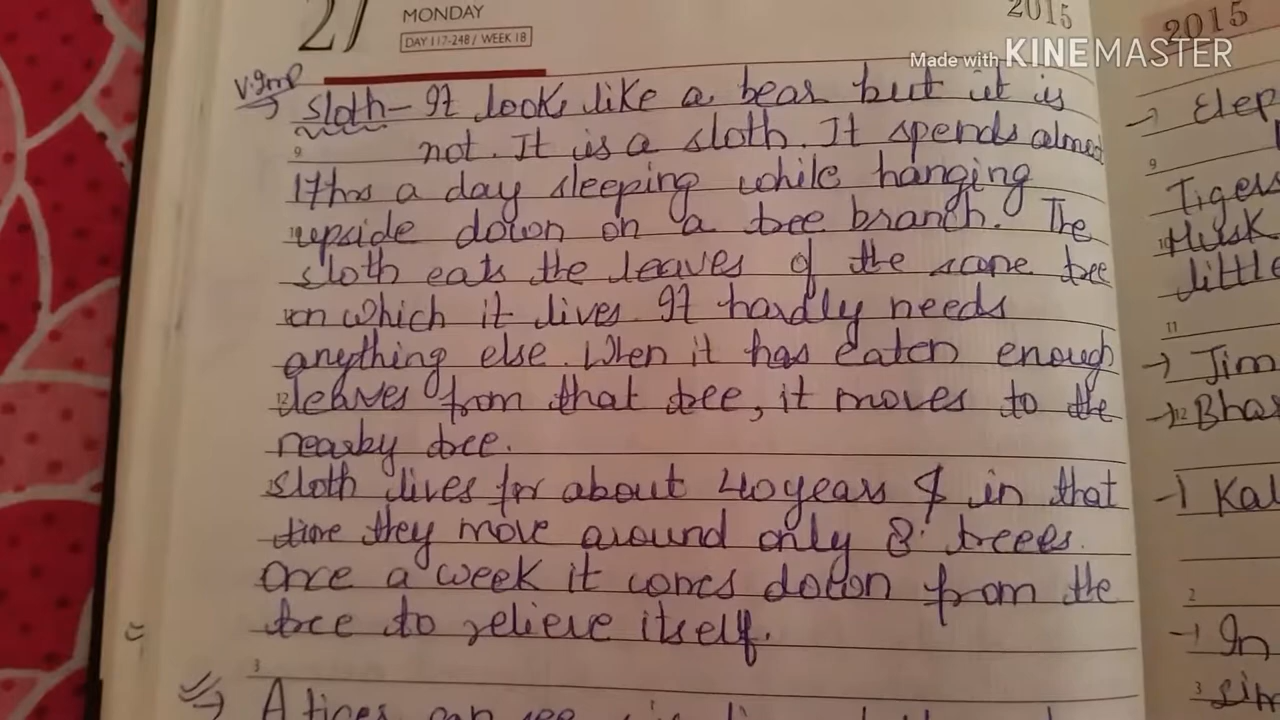 27
MONDAY
DAY 117-248 / WEEK 18
2015
2015
Made with KINEMASTER
V. Imp
→ Sloth - It looks like a bear but it is
not. It is a sloth. It spends almost
17hrs a day sleeping while hanging
upside down on a tree branch. The
sloth eats the leaves of the same tree
on which it lives. It hardly needs
anything else. When it has eaten enough
leaves from that tree, it moves to the
nearby tree.
Sloth lives for about 40years & in that
time they move around only 8 trees.
Once a week it comes down from the
tree to relieve itself.
→ Elep
Tigers
little
→ Jim
→ Bhar
→ Kal
→ In